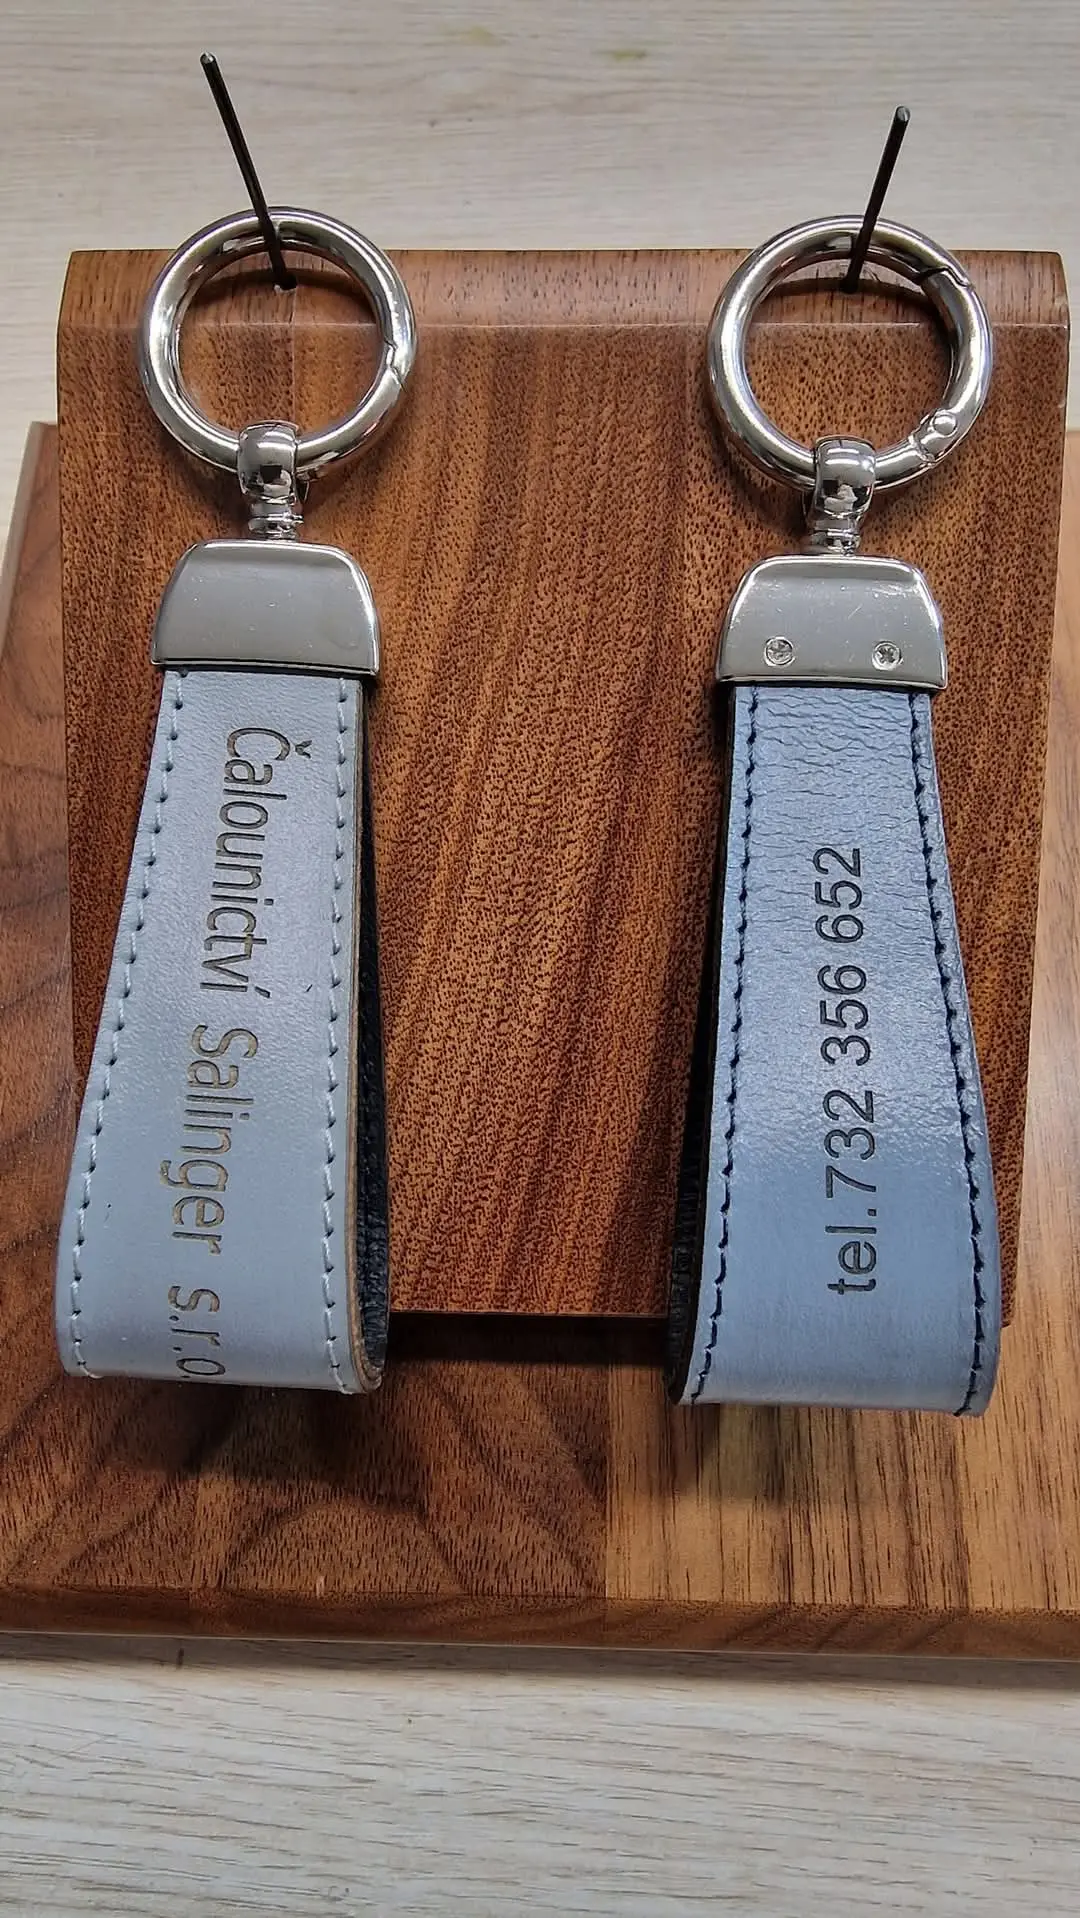 Čalounictví Salinger s.r.o.
tel.732 356 652